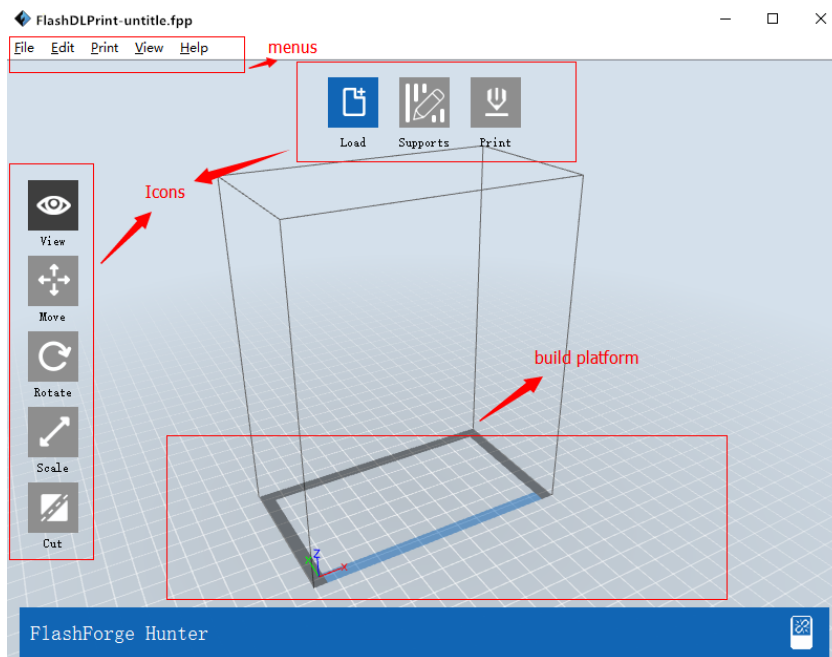 FlashDLPrint-untitle.fpp
File Edit Print View Help
menus
Load Supports Print
Icons
View
Move
Rotate
Scale
Cut
build platform
Z
X
FlashForge Hunter